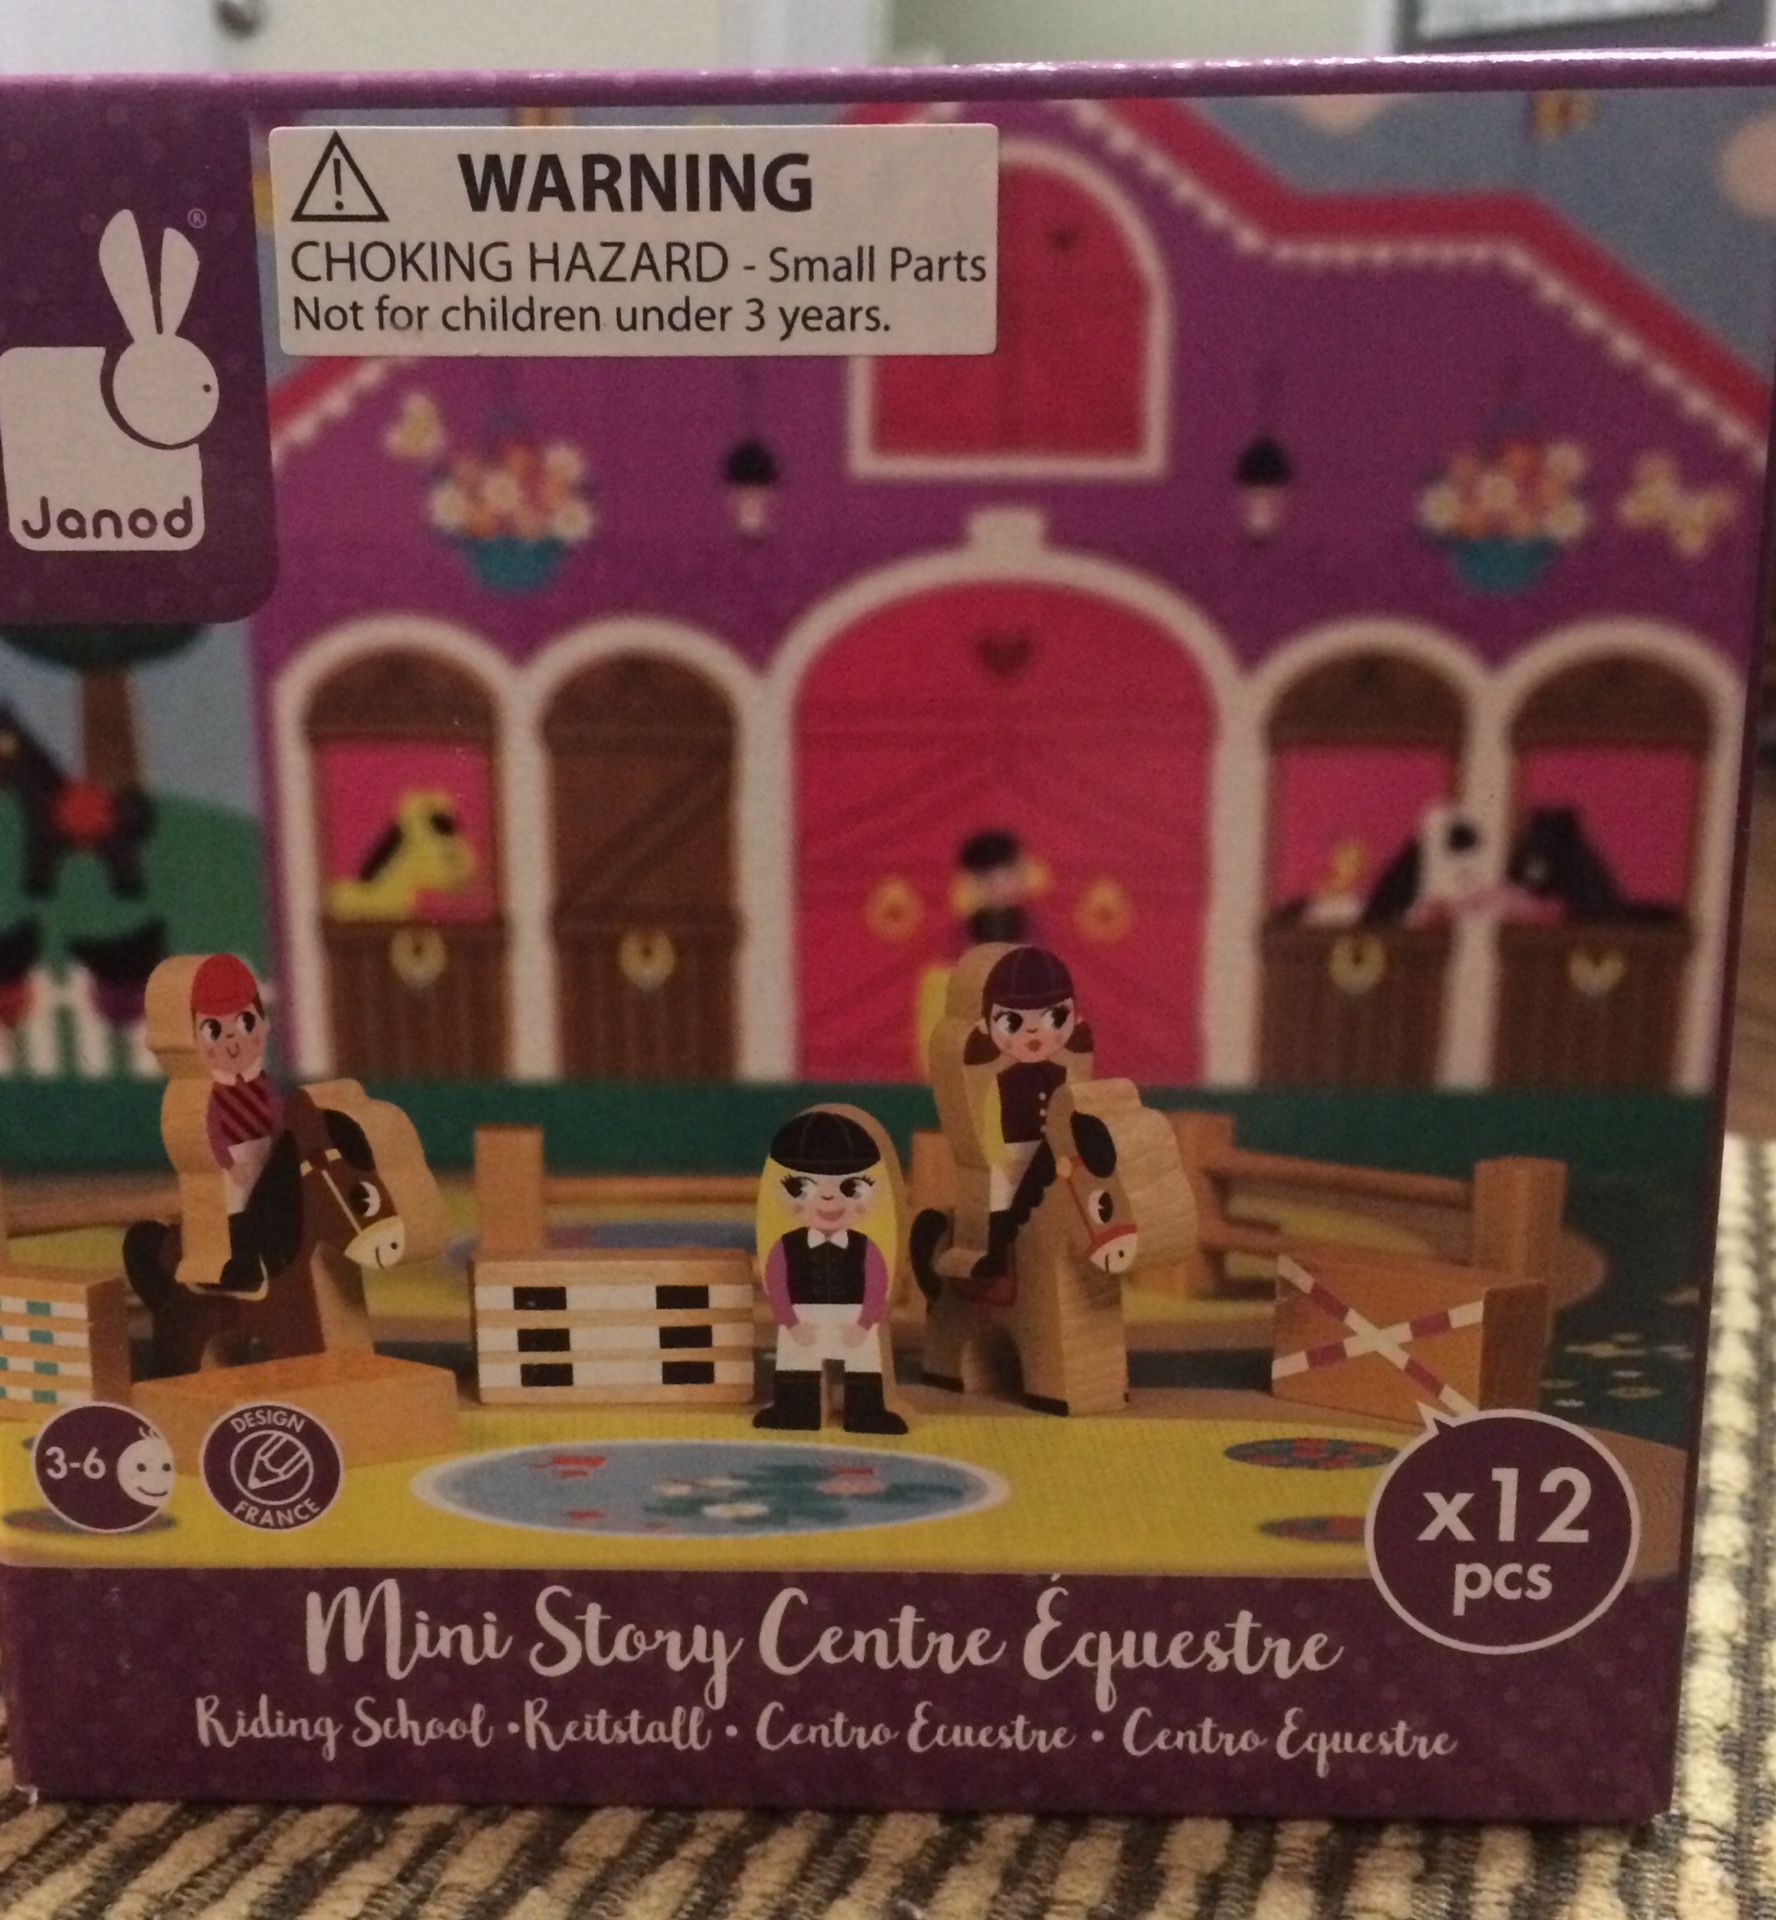 WARNING
CHOKING HAZARD - Small Parts
Not for children under 3 years.
®
Janod
3-6
DESIGN
FRANCE
x12
pcs
Mini Story Centre Équestre
Riding School • Reitstall • Centro Ecuestre • Centro Equestre